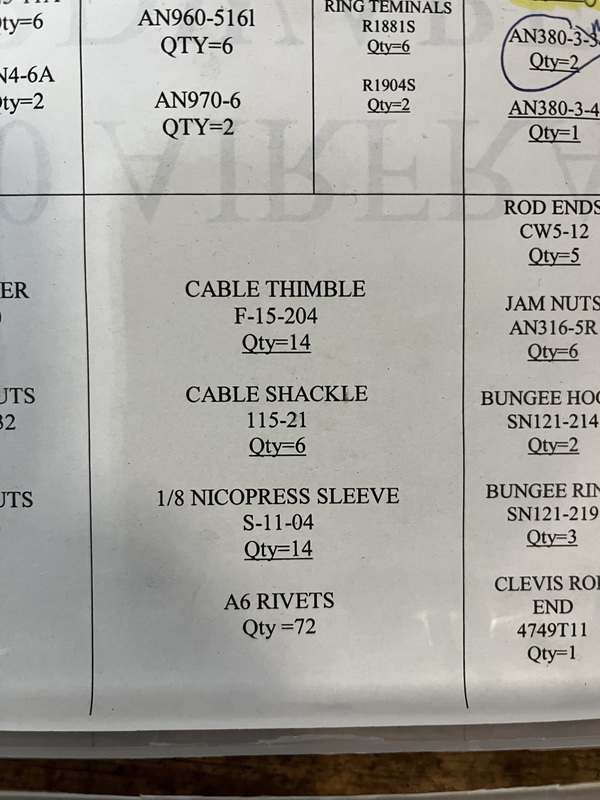 ty=6
N4-6A
ty=2
AN960-516l
QTY=6
AN970-6
QTY=2
RING TEMINALS
R1881S
Qty=6
R1904S
Qty=2
AN380-3-3
Qty=2
AN380-3-4
Qty=1
ER
UTS
32
UTS
CABLE THIMBLE
F-15-204
Qty=14
CABLE SHACKLE
115-21
Qty=6
1/8 NICOPRESS SLEEVE
S-11-04
Qty=14
A6 RIVETS
Qty =72
ROD ENDS
CW5-12
Qty=5
JAM NUTS
AN316-5R
Qty=6
BUNGEE HOO
SN121-214
Qty=2
BUNGEE RIN
SN121-219
Qty=3
CLEVIS ROD
END
4749T11
Qty=1